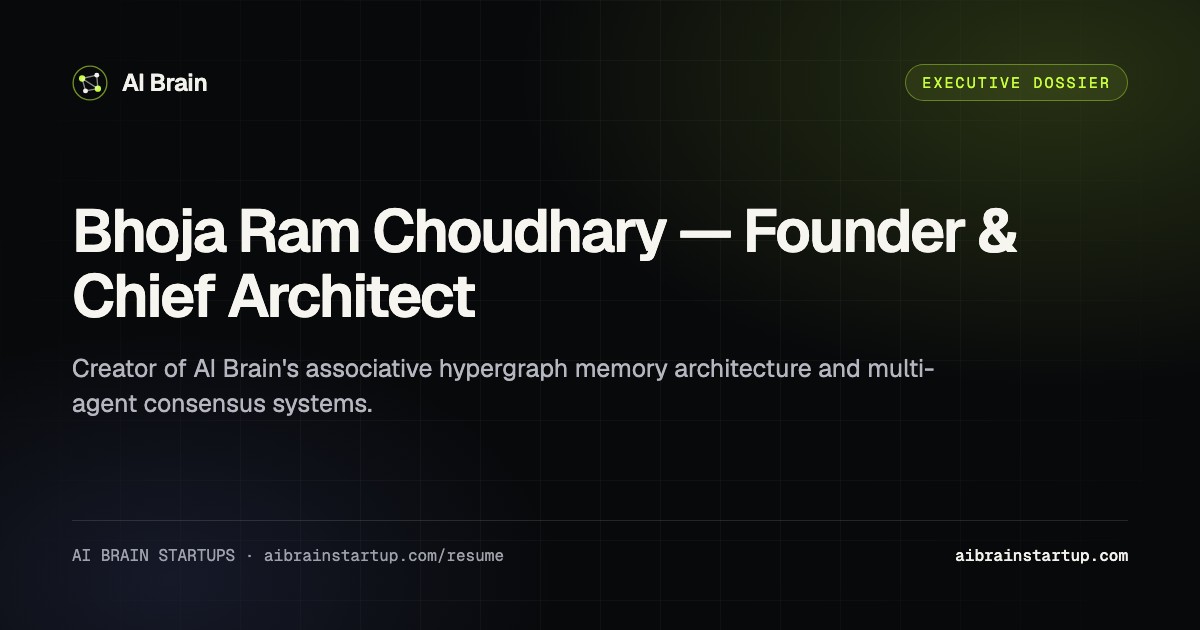 AI Brain
EXECUTIVE DOSSIER
Bhoja Ram Choudhary — Founder &
Chief Architect
Creator of AI Brain's associative hypergraph memory architecture and multi-
agent consensus systems.
AI BRAIN STARTUPS · aibrainstartup.com/resume
aibrainstartup.com